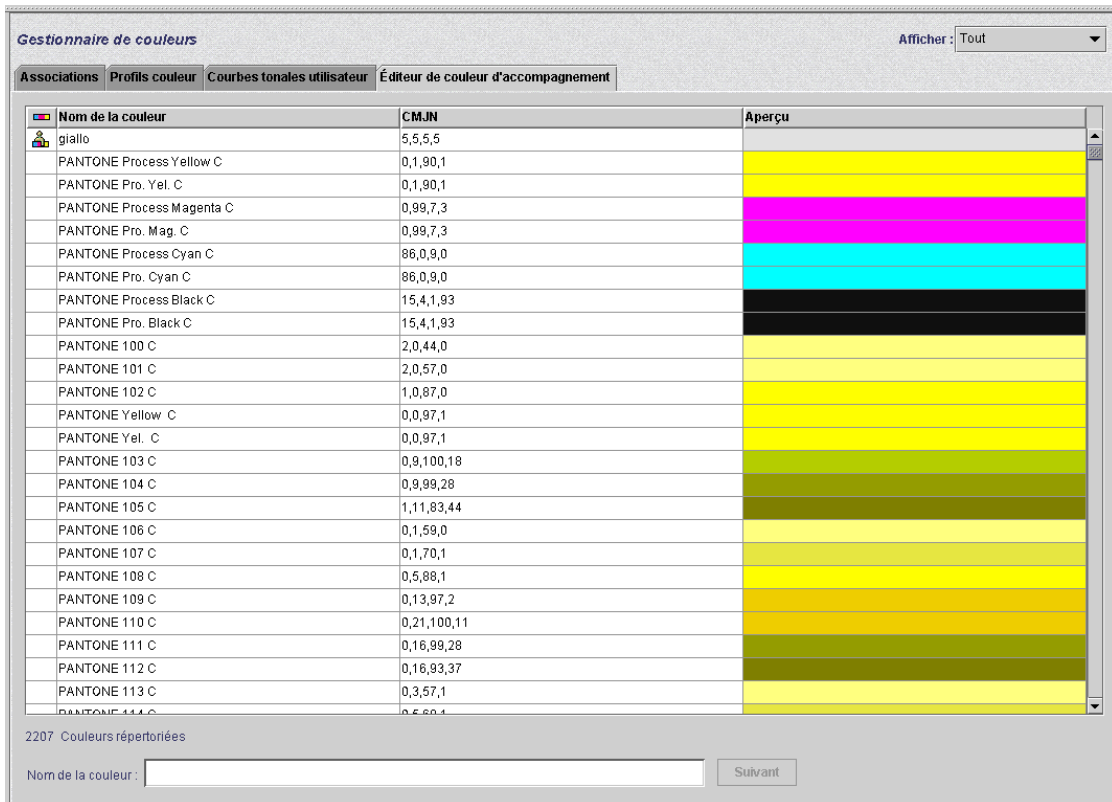 Gestionnaire de couleurs Afficher : Tout
Associations Profils couleur Courbes tonales utilisateur Éditeur de couleur d'accompagnement
Nom de la couleur CMJN Aperçu
giallo 5,5,5,5
PANTONE Process Yellow C 0,1,90,1
PANTONE Pro. Yel. C 0,1,90,1
PANTONE Process Magenta C 0,99,7,3
PANTONE Pro. Mag. C 0,99,7,3
PANTONE Process Cyan C 86,0,9,0
PANTONE Pro. Cyan C 86,0,9,0
PANTONE Process Black C 15,4,1,93
PANTONE Pro. Black C 15,4,1,93
PANTONE 100 C 2,0,44,0
PANTONE 101 C 2,0,57,0
PANTONE 102 C 1,0,87,0
PANTONE Yellow C 0,0,97,1
PANTONE Yel. C 0,0,97,1
PANTONE 103 C 0,9,100,18
PANTONE 104 C 0,9,99,28
PANTONE 105 C 1,11,83,44
PANTONE 106 C 0,1,59,0
PANTONE 107 C 0,1,70,1
PANTONE 108 C 0,5,88,1
PANTONE 109 C 0,13,97,2
PANTONE 110 C 0,21,100,11
PANTONE 111 C 0,16,99,28
PANTONE 112 C 0,16,93,37
PANTONE 113 C 0,3,57,1
PANTONE 114 C
2207 Couleurs répertoriées
Nom de la couleur : Suivant